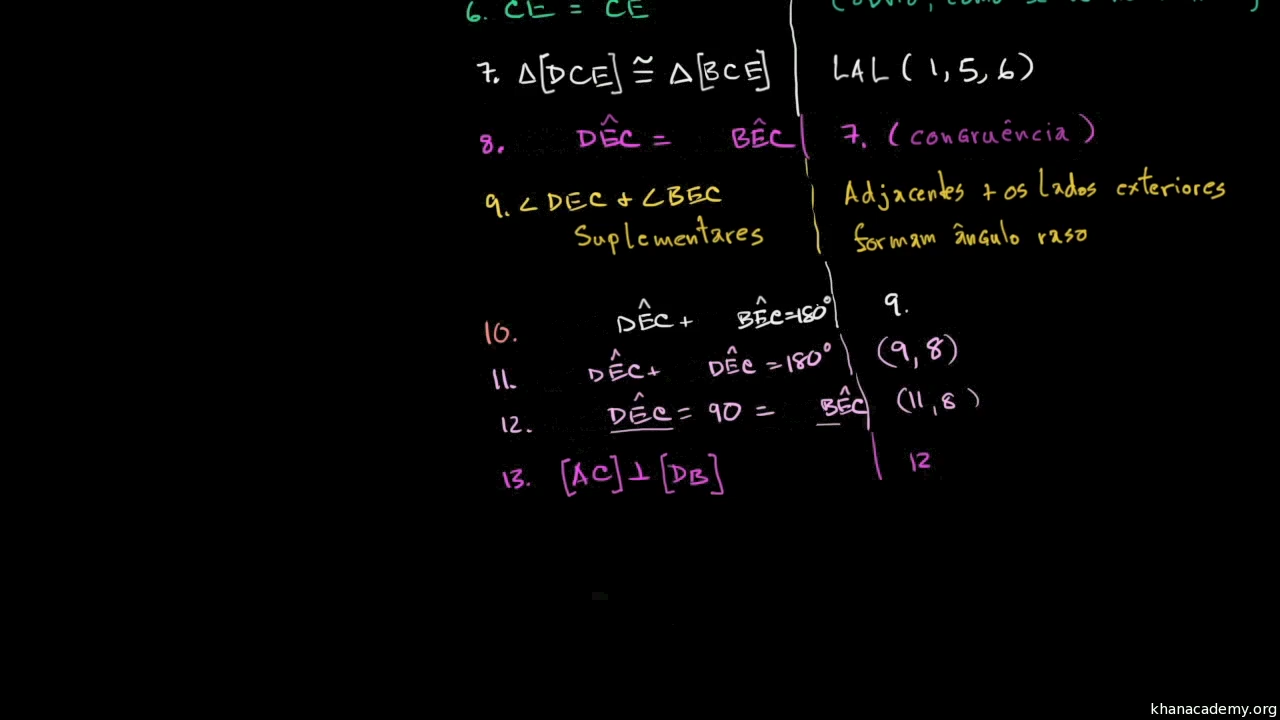 6. CE = CE
7. Δ[DCE] ≅ Δ[BCE] LAL (1,5,6)
8. DÊC = BÊC 7. (congruência)
9. ∠DEC + ∠BEC Adjacentes + os lados exteriores
Suplementares formam ângulo raso
10. DÊC + BÊC=180° 9.
11. DÊC + DÊC = 180° (9,8)
12. DÊC = 90 = BÊC (11,8)
13. [AC]⊥[DB] 12
khanacademy.org